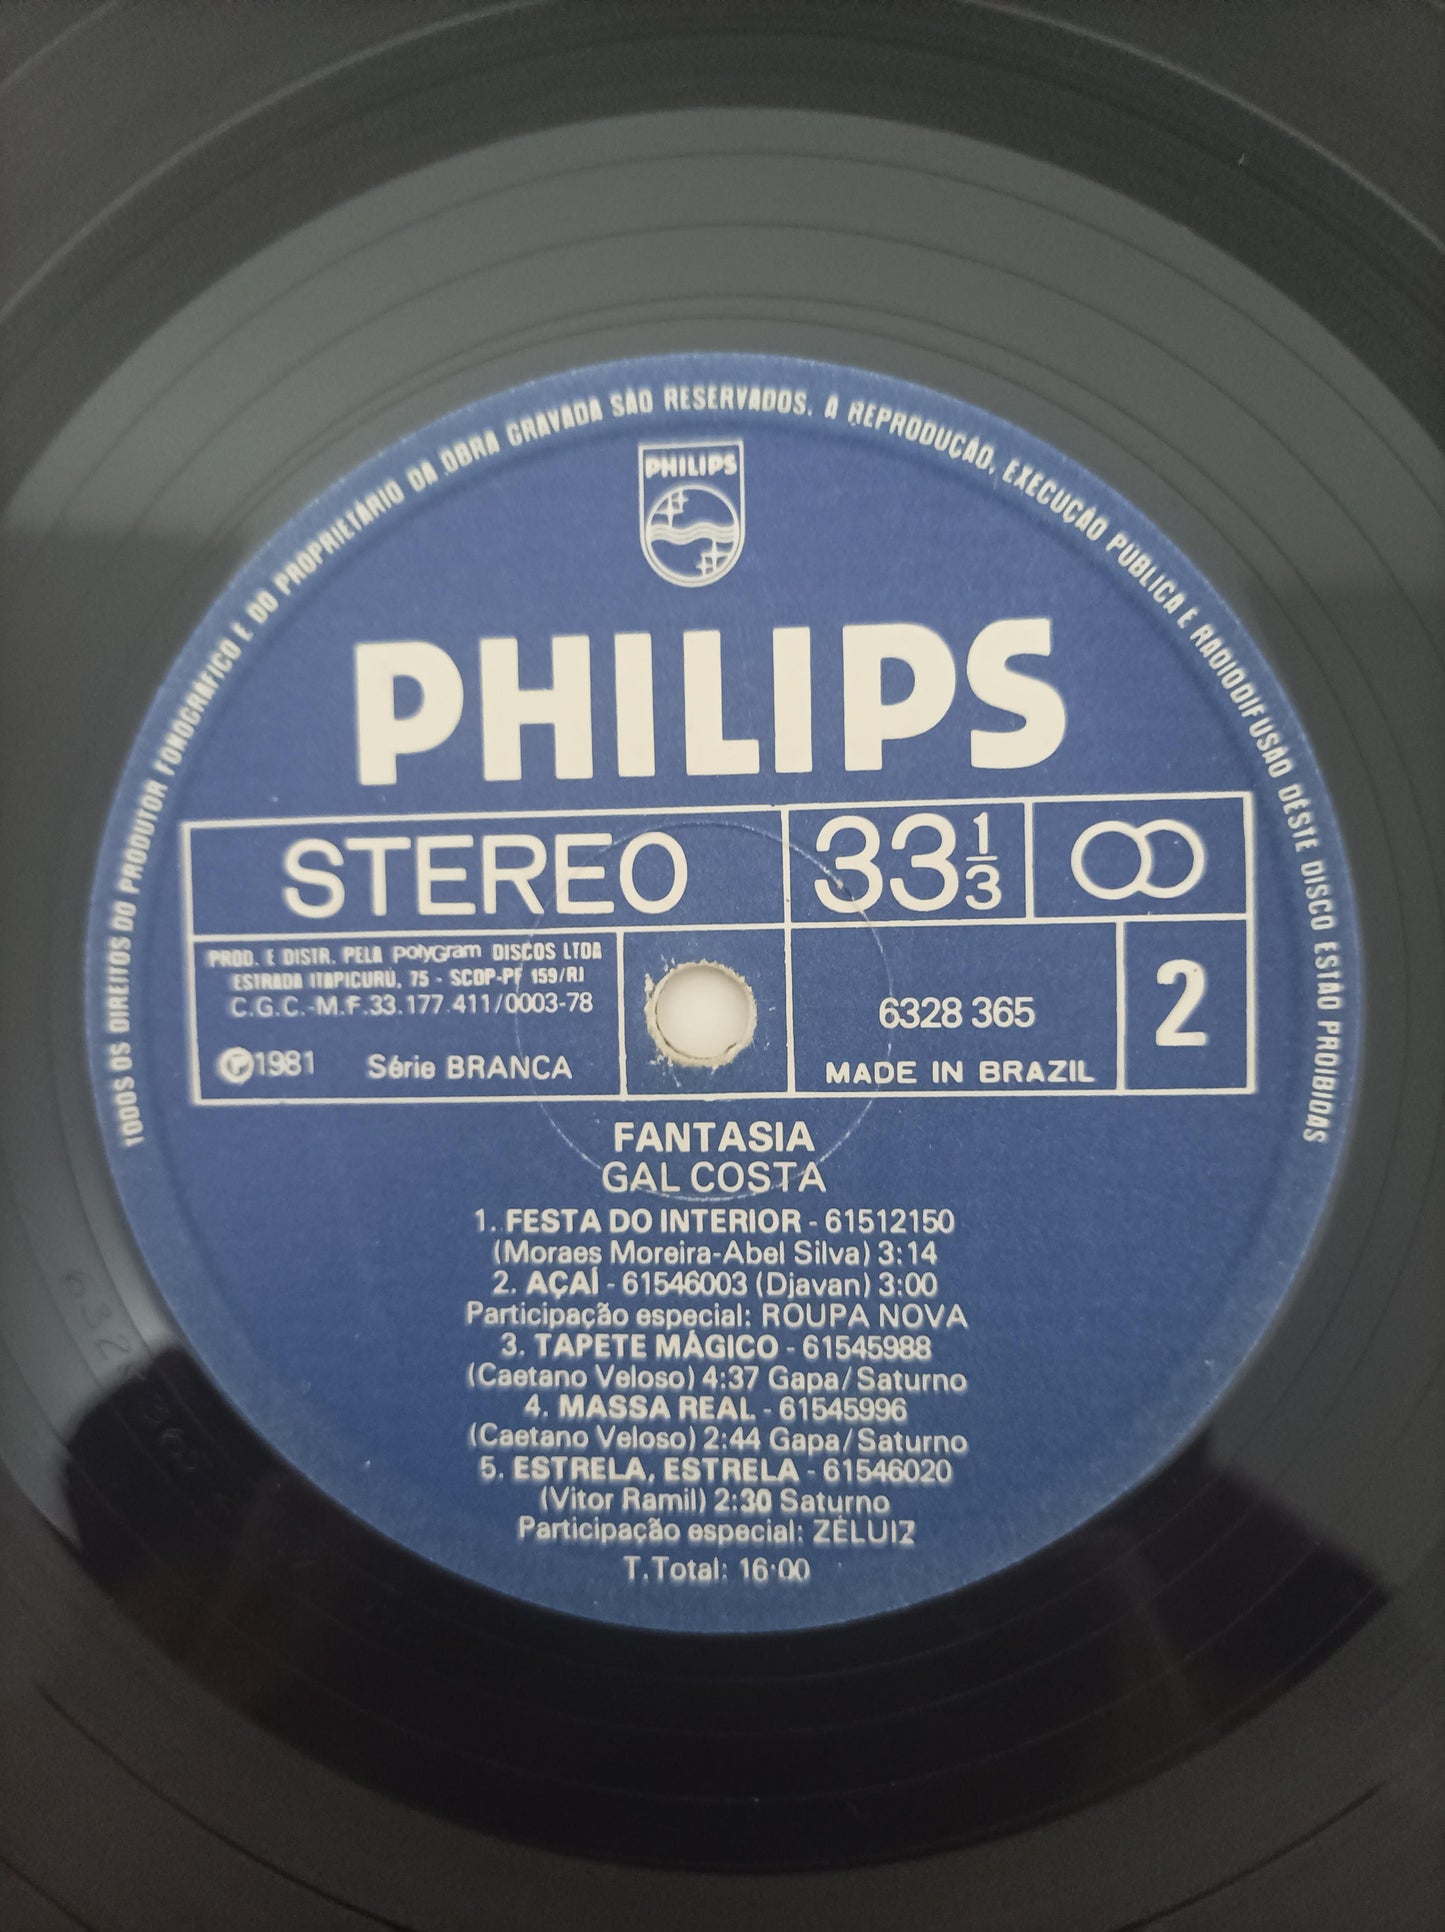 TODOS OS DIREITOS DO PRODUTOR FONOGRÁFICO E DO PROPRIETÁRIO DA OBRA GRAVADA SÃO RESERVADOS. A REPRODUÇÃO, EXECUÇÃO PÚBLICA E RADIODIFUSÃO DESTE DISCO ESTÃO PROIBIDAS
PHILIPS
PHILIPS
STEREO 33 1/3
PROD. E DISTR. PELA polyGram DISCOS LTDA
ESTRADA ITAPICURÚ, 75 - SCDP-PF 159/RJ
C.G.C.-M.F.33.177.411/0003-78
℗1981 Série BRANCA
6328 365
MADE IN BRAZIL
2
FANTASIA
GAL COSTA
1. FESTA DO INTERIOR - 61512150
(Moraes Moreira-Abel Silva) 3:14
2. AÇAÍ - 61546003 (Djavan) 3:00
Participação especial: ROUPA NOVA
3. TAPETE MÁGICO - 61545988
(Caetano Veloso) 4:37 Gapa/Saturno
4. MASSA REAL - 61545996
(Caetano Veloso) 2:44 Gapa/Saturno
5. ESTRELA, ESTRELA - 61546020
(Vitor Ramil) 2:30 Saturno
Participação especial: ZÉLUIZ
T.Total: 16:00